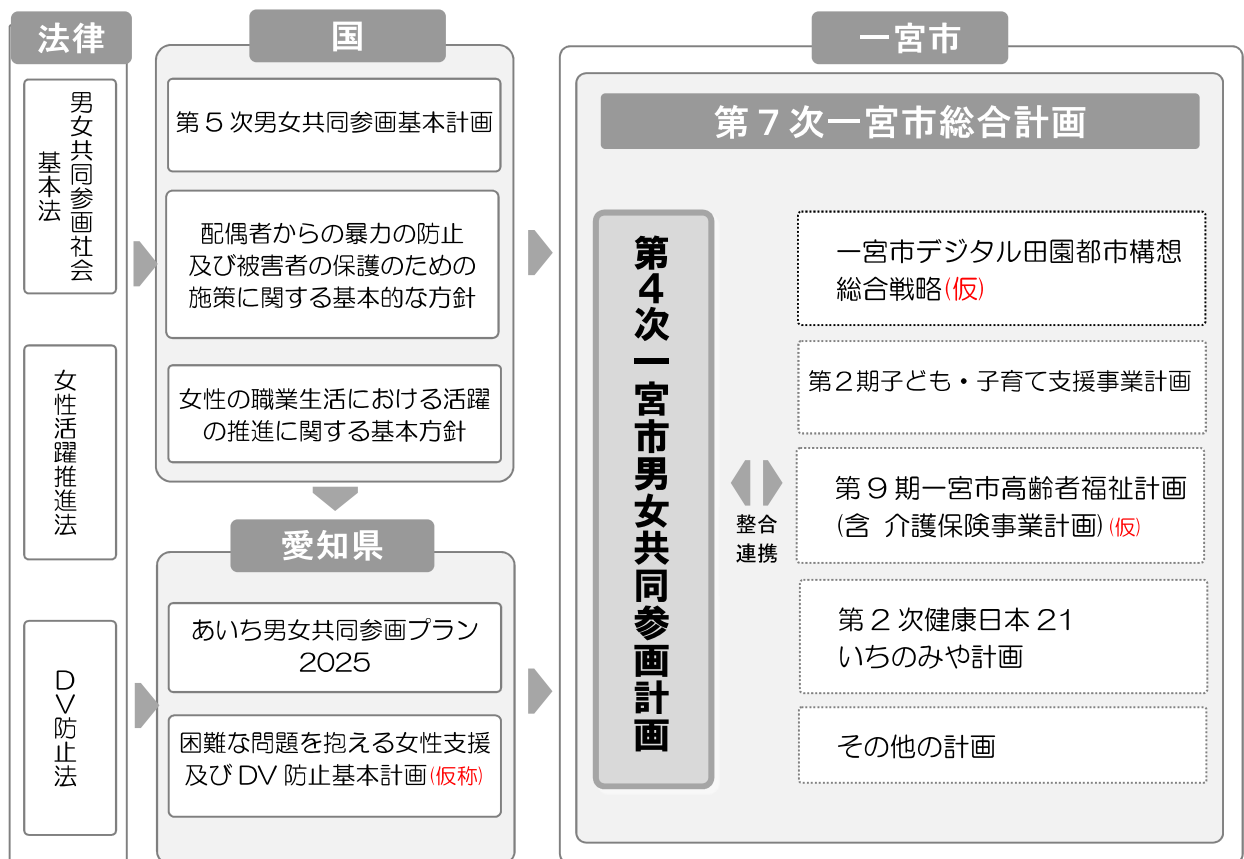 法律
男女共同参画社会
基本法
女性活躍推進法
DV防止法
国
第5次男女共同参画基本計画
配偶者からの暴力の防止
及び被害者の保護のための
施策に関する基本的な方針
女性の職業生活における活躍
の推進に関する基本方針
愛知県
あいち男女共同参画プラン
2025
困難な問題を抱える女性支援
及びDV防止基本計画(仮称)
一宮市
第7次一宮市総合計画
第4次一宮市男女共同参画計画
整合
連携
一宮市デジタル田園都市構想
総合戦略(仮)
第2期子ども・子育て支援事業計画
第9期一宮市高齢者福祉計画
(含 介護保険事業計画)(仮)
第2次健康日本21
いちのみや計画
その他の計画